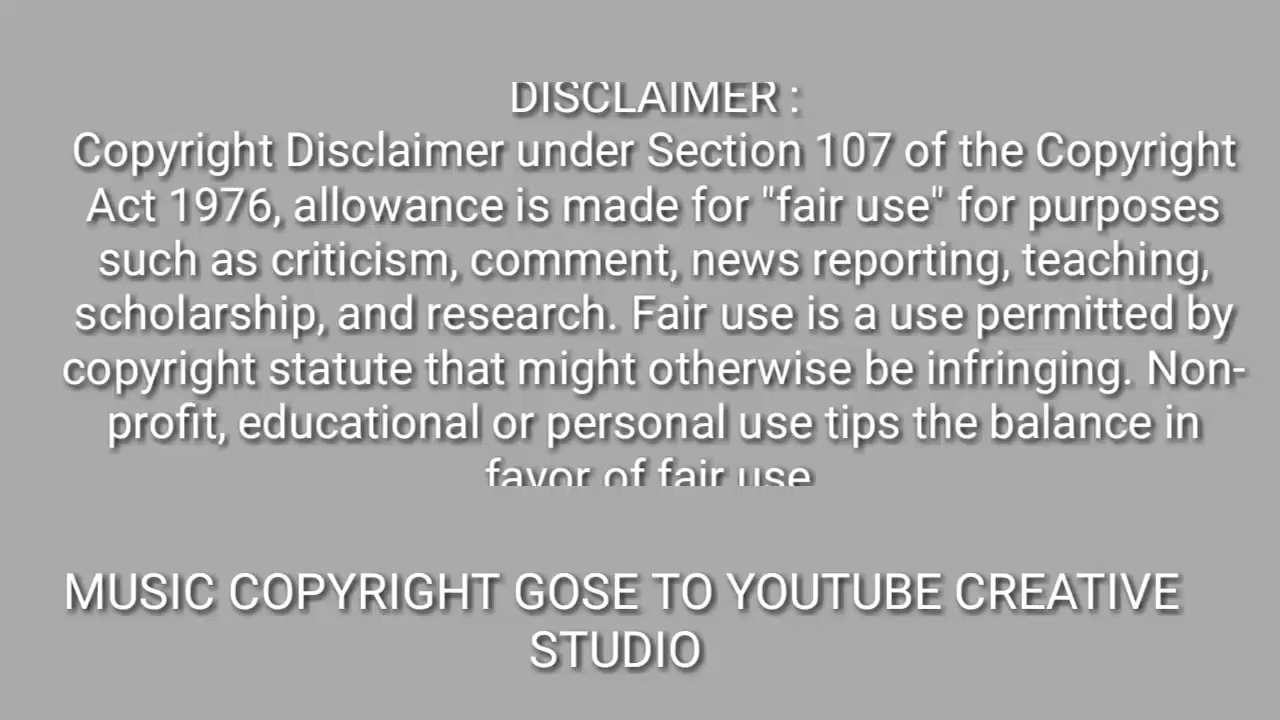 DISCLAIMER :
Copyright Disclaimer under Section 107 of the Copyright
Act 1976, allowance is made for "fair use" for purposes
such as criticism, comment, news reporting, teaching,
scholarship, and research. Fair use is a use permitted by
copyright statute that might otherwise be infringing. Non-
profit, educational or personal use tips the balance in
favor of fair use
MUSIC COPYRIGHT GOSE TO YOUTUBE CREATIVE
STUDIO